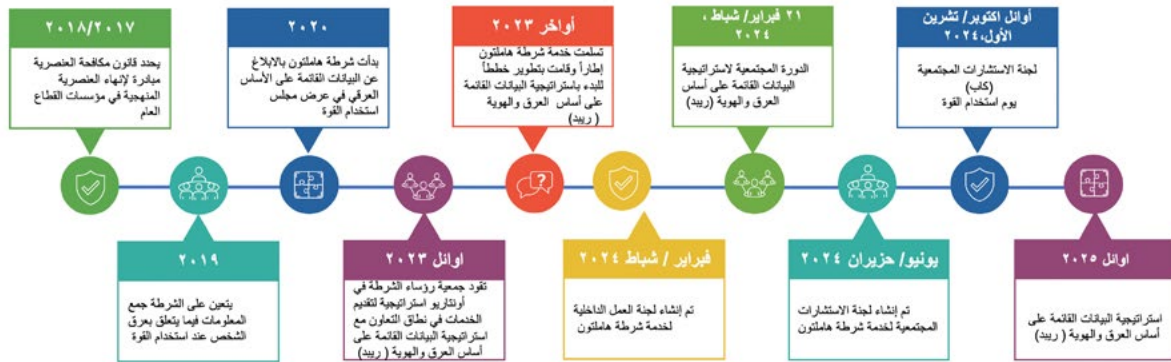 ٢٠١٨/٢٠١٧
يحدد قانون مكافحة العنصرية
مبادرة لإنهاء العنصرية
المنهجية في مؤسسات القطاع
العام
٢٠١٩
يتعين على الشرطة جمع
المعلومات فيما يتعلق بعرق
الشخص عند استخدام القوة
٢٠٢٠
بدأت شرطة هاملتون بالابلاغ
عن البيانات القائمة على الأساس
العرقي في عرض مجلس
استخدام القوة
اوائل ٢٠٢٣
تقود جمعية رؤساء الشرطة في
أونتاريو استراتيجية لتقديم
الخدمات في نطاق التعاون مع
استراتيجية البيانات القائمة على
أساس العرق والهوية ( ريبد)
أواخر ٢٠٢٣
تسلمت خدمة شرطة هاملتون
إطاراً وقامت بتطوير خططاً
للبدء باستراتيجية البيانات القائمة
على أساس العرق والهوية
( ريبد)
فبراير / شباط ٢٠٢٤
تم إنشاء لجنة العمل الداخلية
لخدمة شرطة هاملتون
٢١ فبراير/ شباط ،
٢٠٢٤
الدورة المجتمعية لاستراتيجية
البيانات القائمة على أساس
العرق والهوية (ريبد)
يونيو/ حزيران ٢٠٢٤
تم إنشاء لجنة الاستشارات
المجتمعية لخدمة شرطة هاملتون
أوائل اكتوبر/ تشرين
الأول،٢٠٢٤
لجنة الاستشارات المجتمعية
(كاب)
يوم استخدام القوة
اوائل ٢٠٢٥
استراتيجية البيانات القائمة على
أساس العرق والهوية ( ريبد)